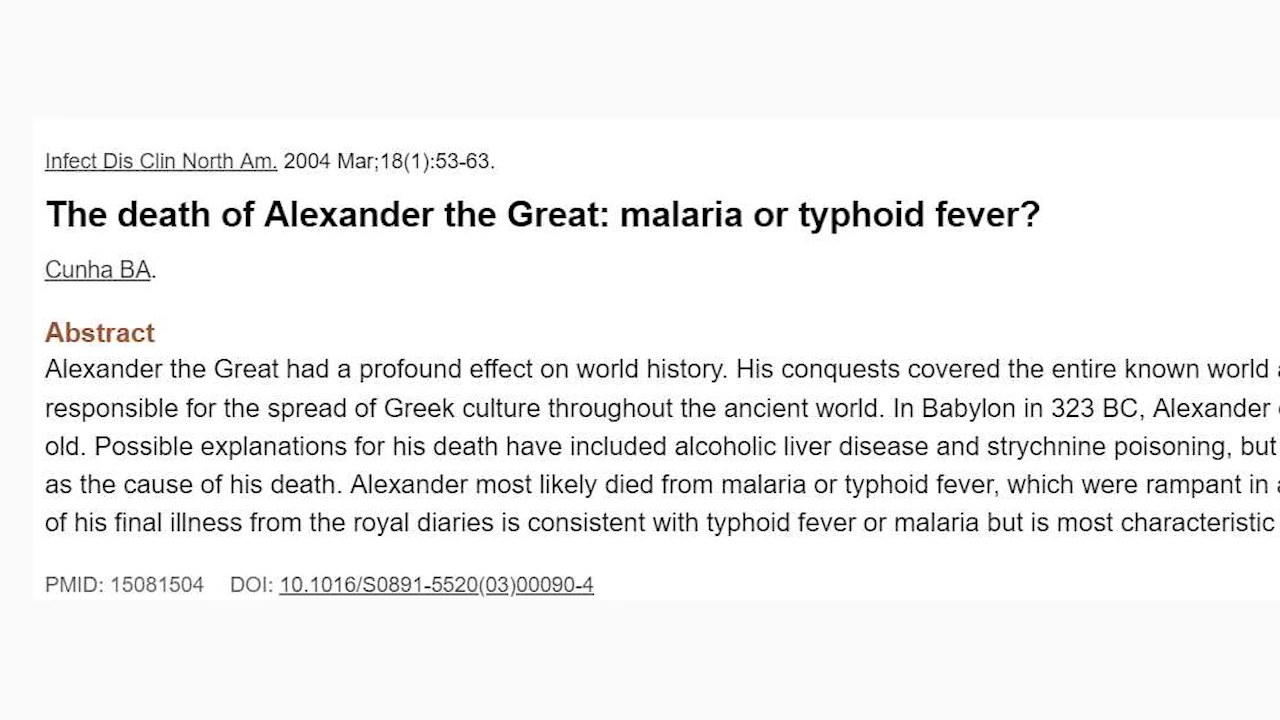 Infect Dis Clin North Am. 2004 Mar;18(1):53-63.
The death of Alexander the Great: malaria or typhoid fever?
Cunha BA.
Abstract
Alexander the Great had a profound effect on world history. His conquests covered the entire known world
responsible for the spread of Greek culture throughout the ancient world. In Babylon in 323 BC, Alexander
old. Possible explanations for his death have included alcoholic liver disease and strychnine poisoning, but
as the cause of his death. Alexander most likely died from malaria or typhoid fever, which were rampant in
of his final illness from the royal diaries is consistent with typhoid fever or malaria but is most characteristic
PMID: 15081504 DOI: 10.1016/S0891-5520(03)00090-4